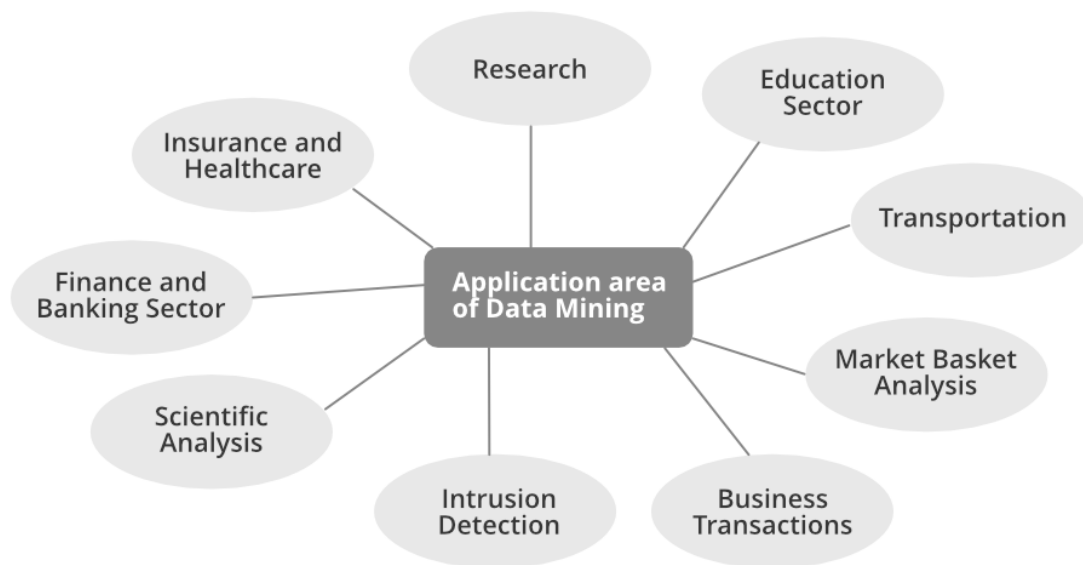 Research
Education
Sector
Insurance and
Healthcare
Transportation
Finance and
Banking Sector
Application area
of Data Mining
Market Basket
Analysis
Scientific
Analysis
Intrusion
Detection
Business
Transactions